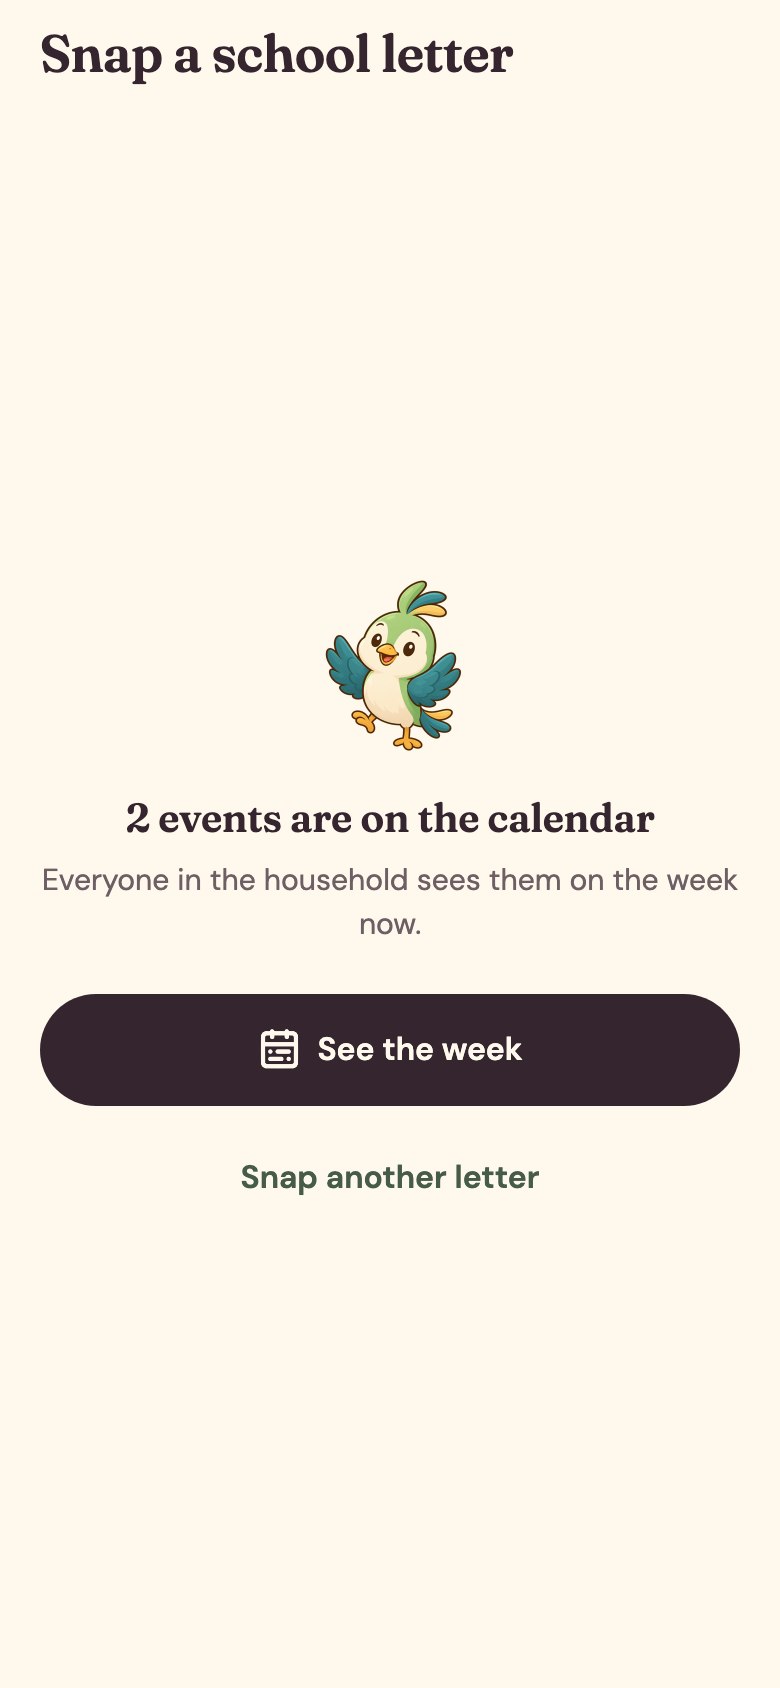 Snap a school letter
2 events are on the calendar
Everyone in the household sees them on the week
now.
See the week
Snap another letter